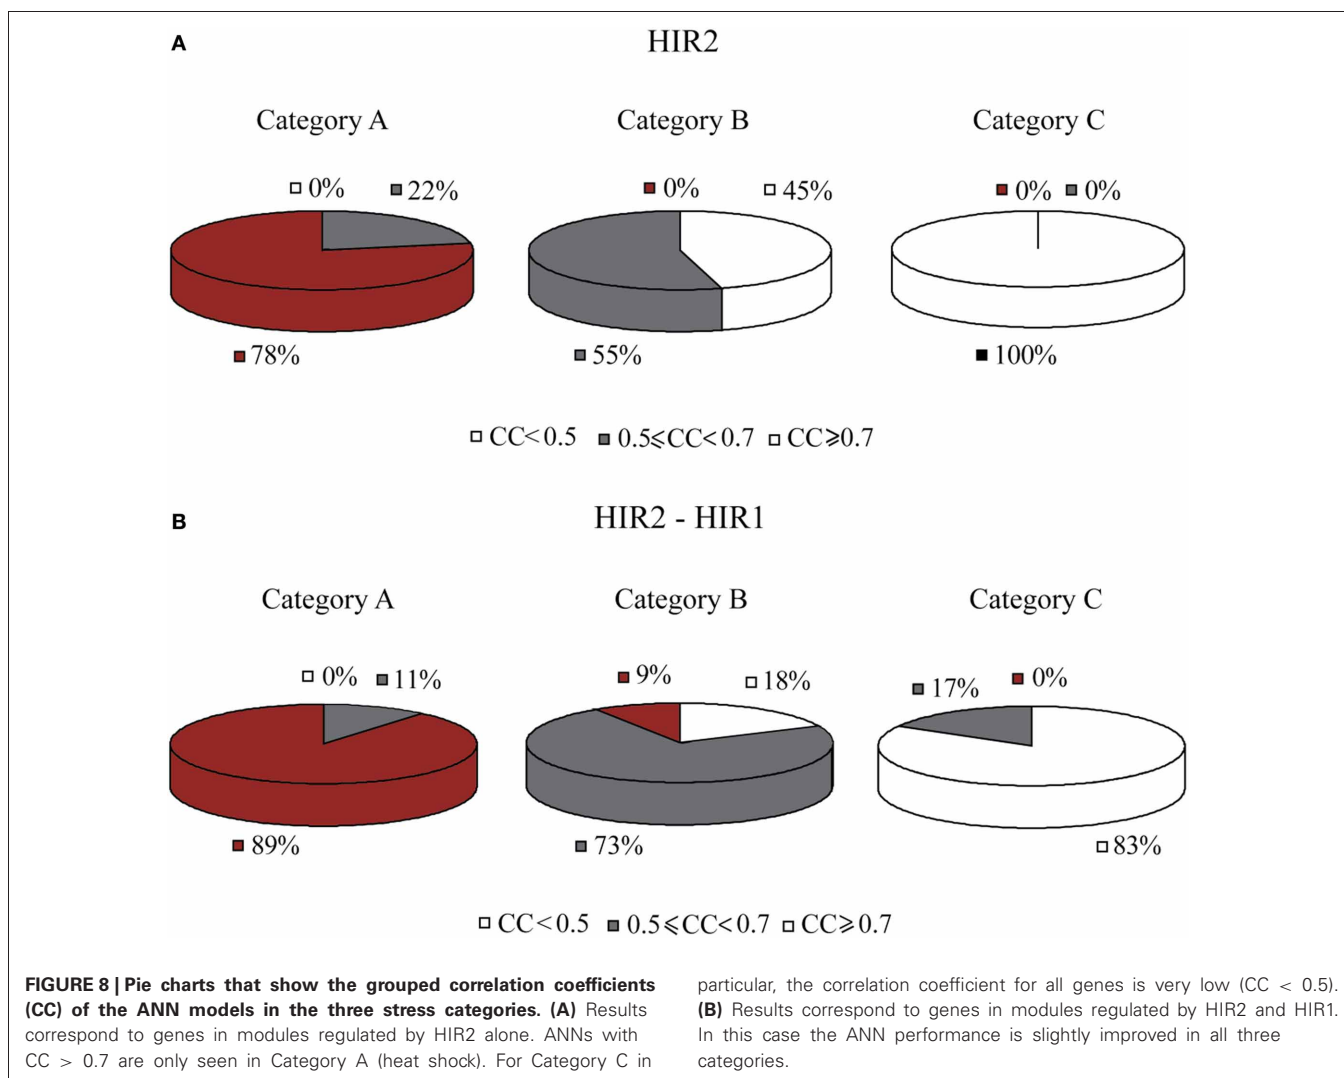 A
HIR2
Category A
Category B
Category C
0% 22%
0% 45%
0% 0%
78%
55%
100%
CC<0.5 0.5⩽CC<0.7 CC⩾0.7
B
HIR2 - HIR1
Category A
Category B
Category C
0% 11%
9% 18%
17% 0%
89%
73%
83%
CC<0.5 0.5⩽CC<0.7 CC⩾0.7
FIGURE 8 | Pie charts that show the grouped correlation coefficients
(CC) of the ANN models in the three stress categories. (A) Results
correspond to genes in modules regulated by HIR2 alone. ANNs with
CC > 0.7 are only seen in Category A (heat shock). For Category C in
particular, the correlation coefficient for all genes is very low (CC < 0.5).
(B) Results correspond to genes in modules regulated by HIR2 and HIR1.
In this case the ANN performance is slightly improved in all three
categories.